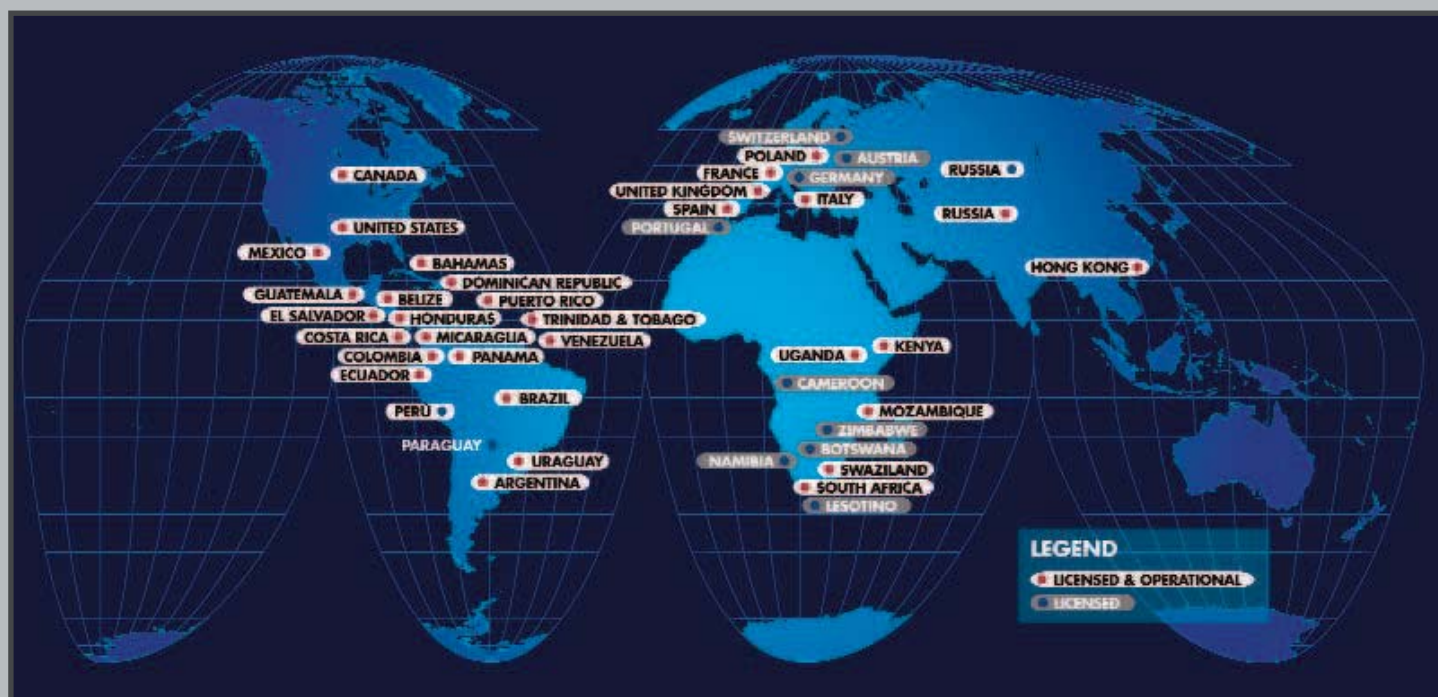 SWITZERLAND
POLAND
AUSTRIA
FRANCE
GERMANY
RUSSIA
CANADA
UNITED KINGDOM
ITALY
SPAIN
RUSSIA
UNITED STATES
PORTUGAL
MEXICO
BAHAMAS
HONG KONG
DOMINICAN REPUBLIC
GUATEMALA
BELIZE
PUERTO RICO
EL SALVADOR
HONDURAS
TRINIDAD & TOBAGO
COSTA RICA
MICARAGUA
VENEZUELA
KENYA
COLOMBIA
PANAMA
UGANDA
ECUADOR
CAMEROON
BRAZIL
PERU
MOZAMBIQUE
ZIMBABWE
PARAGUAY
BOTSWANA
URAGUAY
NAMIBIA
SWAZILAND
ARGENTINA
SOUTH AFRICA
LESOTINO
LEGEND
LICENSED & OPERATIONAL
LICENSED